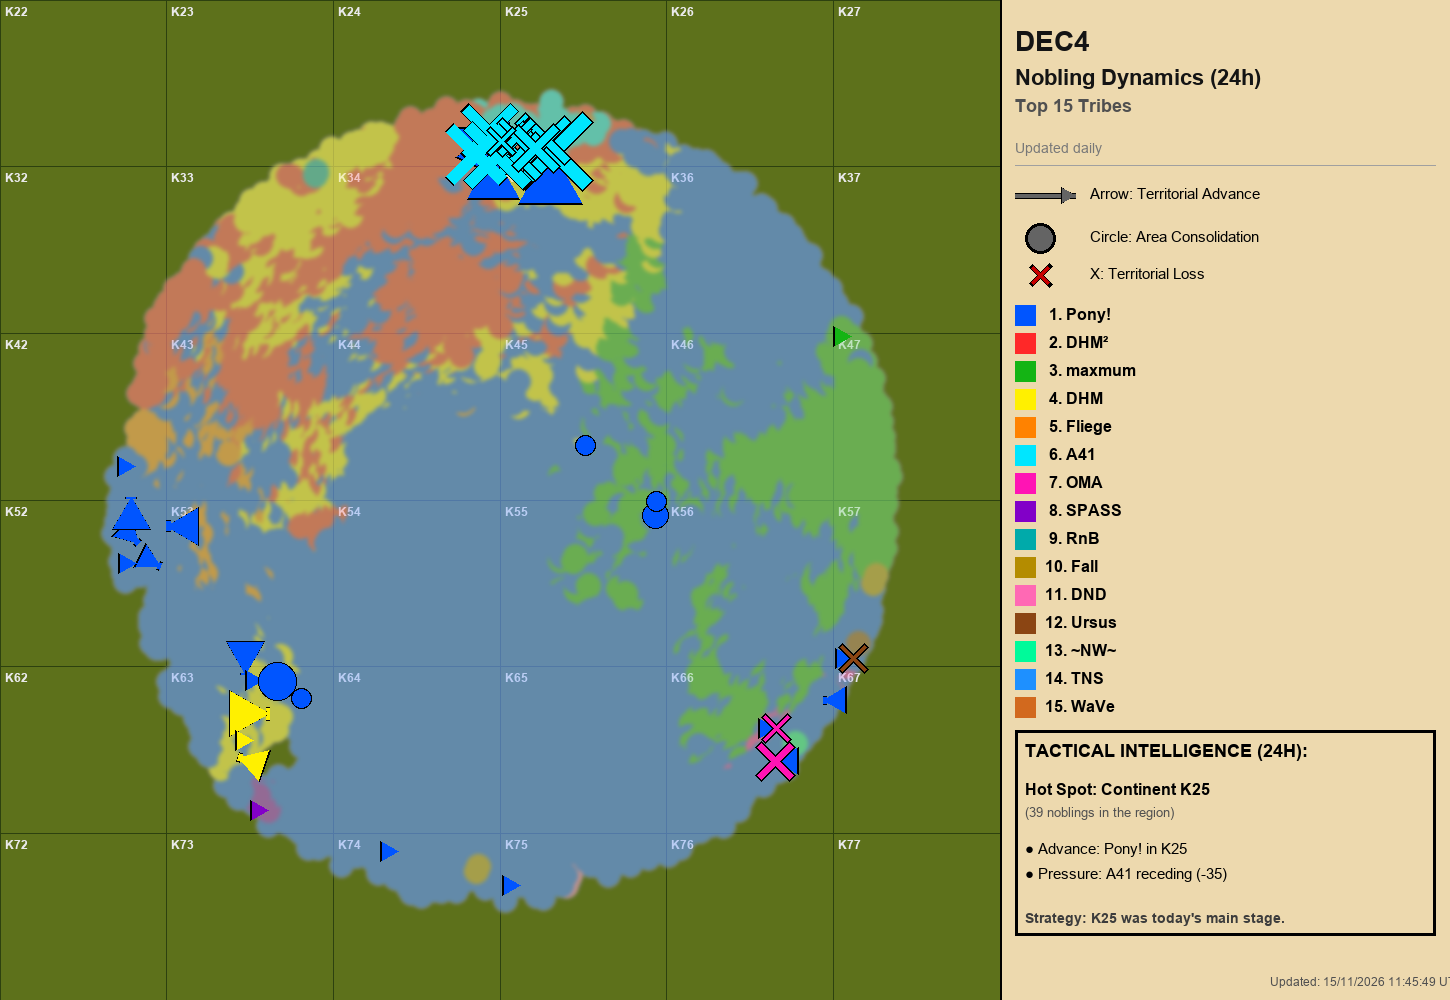 K22 K23 K24 K25 K26 K27
K32 K33 K34 K36 K37
K42 K43 K44 K45 K46 K47
K52 K53 K54 K55 K56 K57
K62 K63 K64 K65 K66 K67
K72 K73 K74 K75 K76 K77
DEC4
Nobling Dynamics (24h)
Top 15 Tribes
Updated daily
Arrow: Territorial Advance
Circle: Area Consolidation
X: Territorial Loss
1. Pony!
2. DHM²
3. maxmum
4. DHM
5. Fliege
6. A41
7. OMA
8. SPASS
9. RnB
10. Fall
11. DND
12. Ursus
13. ~NW~
14. TNS
15. WaVe
TACTICAL INTELLIGENCE (24H):
Hot Spot: Continent K25
(39 noblings in the region)
● Advance: Pony! in K25
● Pressure: A41 receding (-35)
Strategy: K25 was today's main stage.
Updated: 15/11/2026 11:45:49